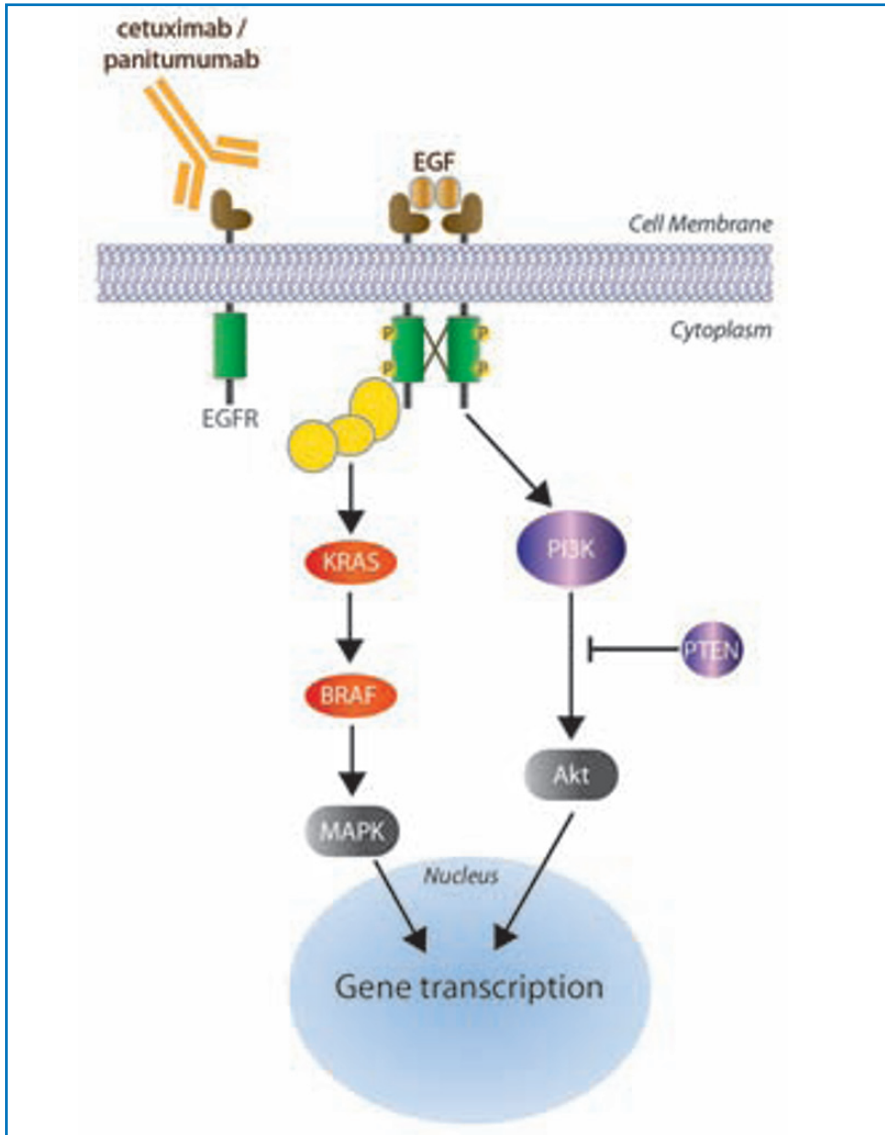 cetuximab /
panitumumab
EGF
Cell Membrane
Cytoplasm
P
P
P
P
EGFR
KRAS
PI3K
PTEN
BRAF
Akt
MAPK
Nucleus
Gene transcription